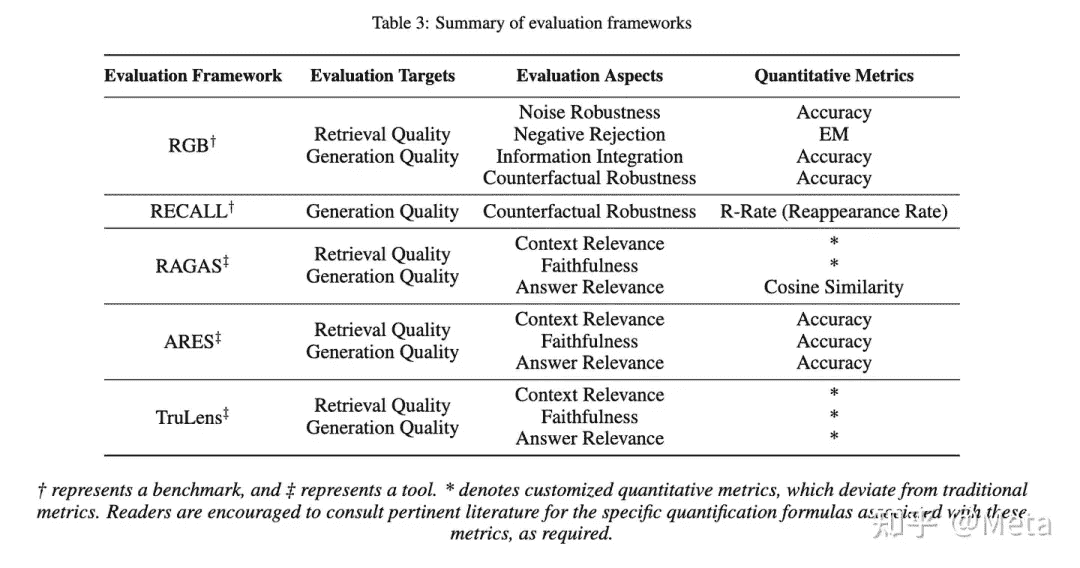 Table 3: Summary of evaluation frameworks
Evaluation Framework Evaluation Targets Evaluation Aspects Quantitative Metrics
RGB† Retrieval Quality Generation Quality Noise Robustness Accuracy
Negative Rejection EM
Information Integration Accuracy
Counterfactual Robustness Accuracy
RECALL† Generation Quality Counterfactual Robustness R-Rate (Reappearance Rate)
RAGAS‡ Retrieval Quality Generation Quality Context Relevance *
Faithfulness *
Answer Relevance Cosine Similarity
ARES‡ Retrieval Quality Generation Quality Context Relevance Accuracy
Faithfulness Accuracy
Answer Relevance Accuracy
TruLens‡ Retrieval Quality Generation Quality Context Relevance *
Faithfulness *
Answer Relevance *
† represents a benchmark, and ‡ represents a tool. * denotes customized quantitative metrics, which deviate from traditional
metrics. Readers are encouraged to consult pertinent literature for the specific quantification formulas associated with these
metrics, as required.
知乎 @Meta